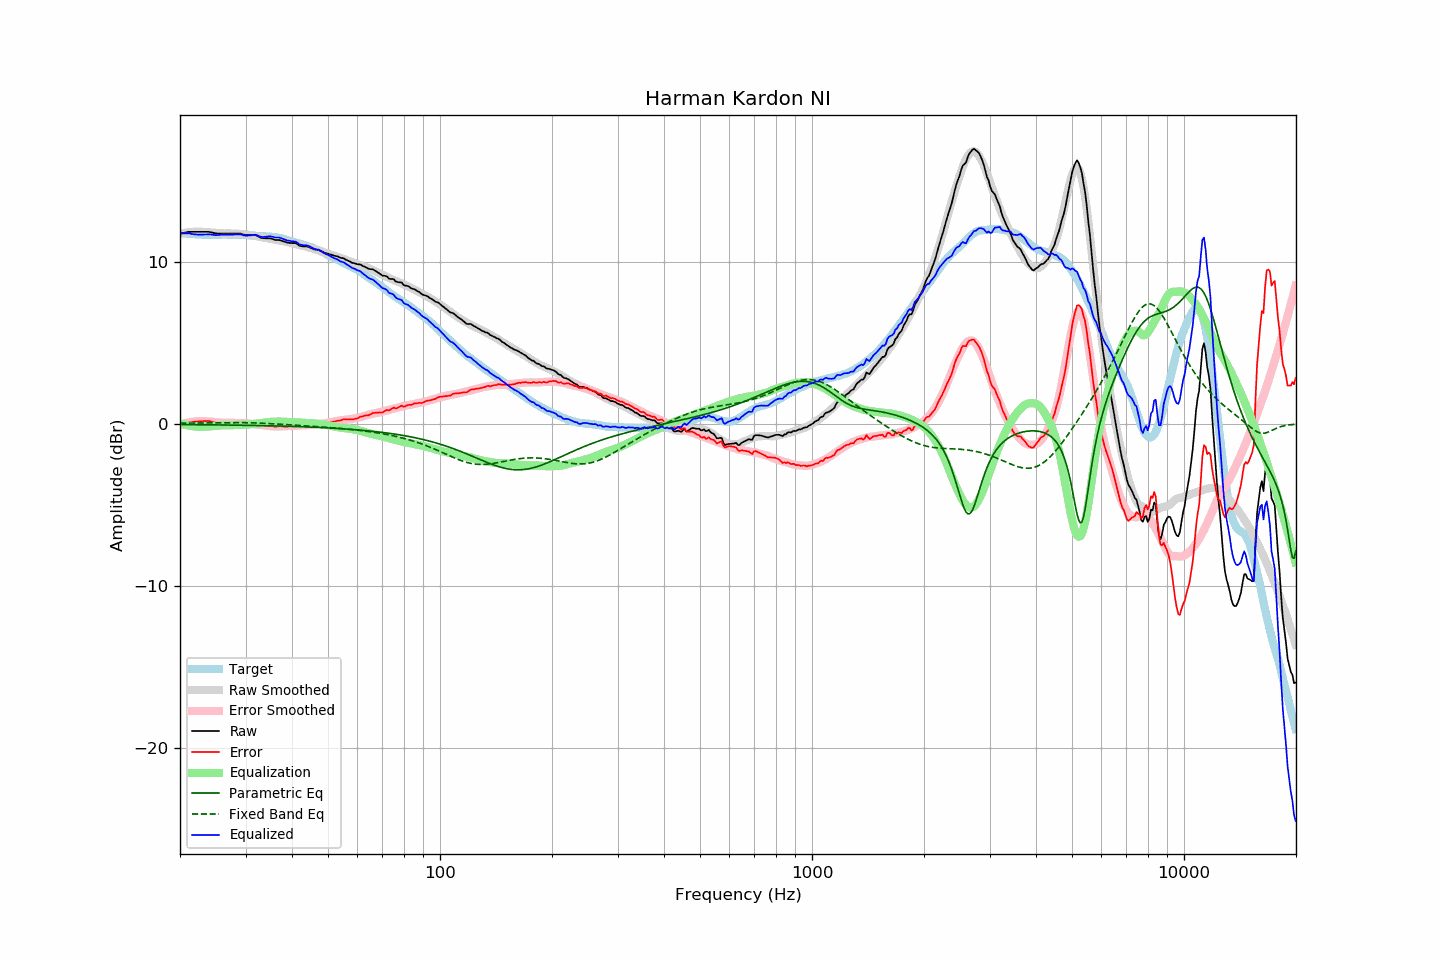 Harman Kardon NI
Amplitude (dBr)
10
0
−10
−20
Target
Raw Smoothed
Error Smoothed
Raw
Error
Equalization
Parametric Eq
Fixed Band Eq
Equalized
100
1000
10000
Frequency (Hz)